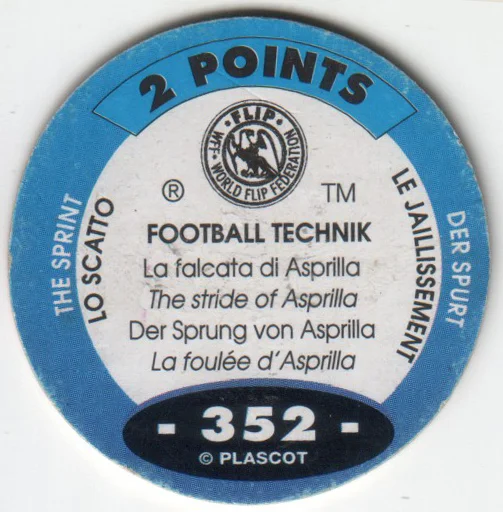 2 POINTS
• FLIP •
WFF • WORLD FLIP FEDERATION
® TM
THE SPRINT
LO SCATTO
LE JAILLISSEMENT
DER SPURT
FOOTBALL TECHNIK
La falcata di Asprilla
The stride of Asprilla
Der Sprung von Asprilla
La foulée d'Asprilla
- 352 -
© PLASCOT